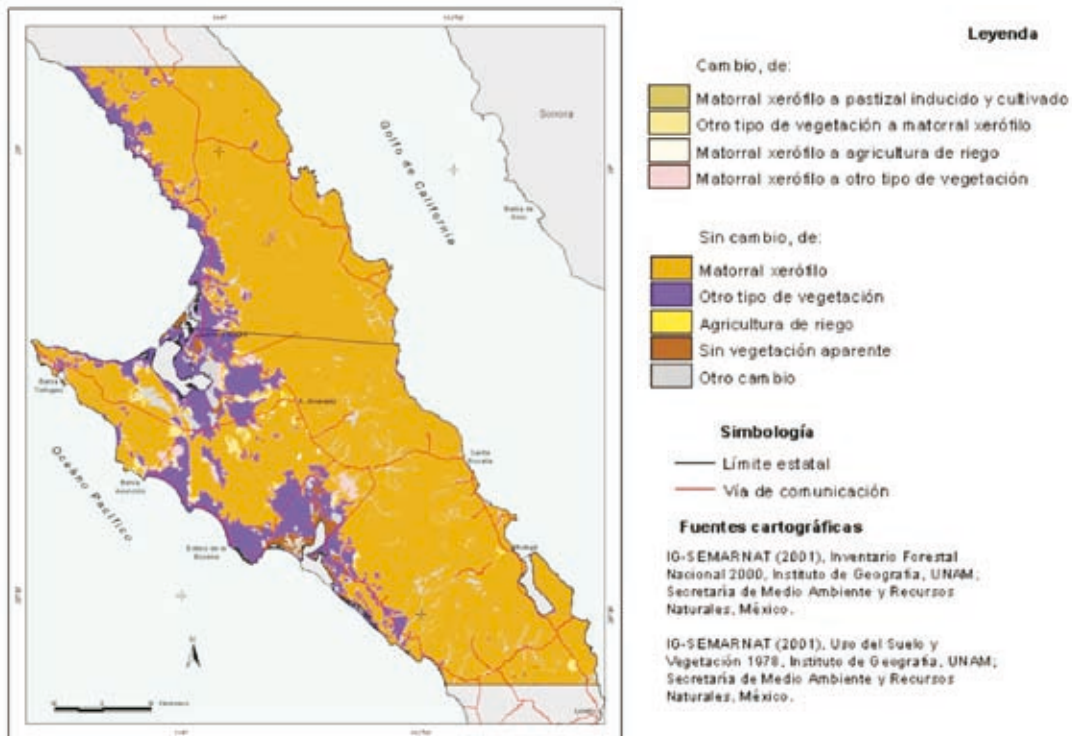 Golfo de California
Sonora
Océano Pacífico
Santa
N
Leyenda
Cambio, de:
Matorral xerófilo a pastizal inducido y cultivado
Otro tipo de vegetación a matorral xerófilo
Matorral xerófilo a agricultura de riego
Matorral xerófilo a otro tipo de vegetación
Sin cambio, de:
Matorral xerófilo
Otro tipo de vegetación
Agricultura de riego
Sin vegetación aparente
Otro cambio
Simbología
Límite estatal
Vía de comunicación
Fuentes cartográficas
IG-SEMARNAT (2001), Inventario Forestal
Nacional 2000, Instituto de Geografía, UNAM;
Secretaría de Medio Ambiente y Recursos
Naturales, México.
IG-SEMARNAT (2001), Uso del Suelo y
Vegetación 1978, Instituto de Geografía, UNAM;
Secretaría de Medio Ambiente y Recursos
Naturales, México.